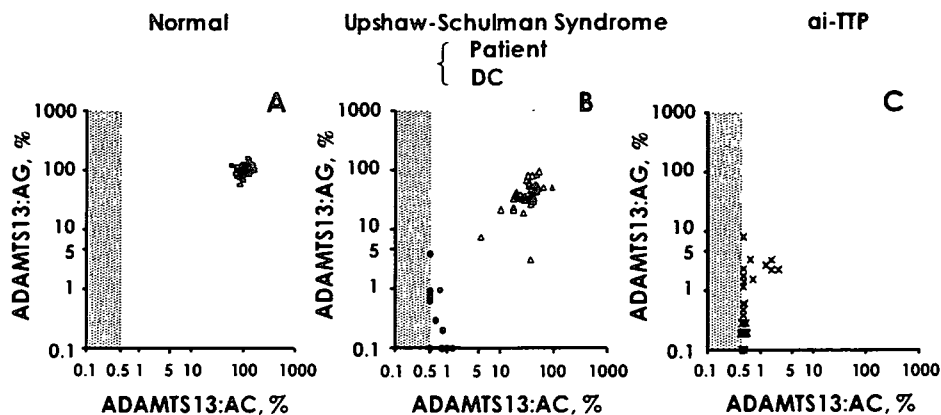 Normal
Upshaw-Schulman Syndrome
Patient
DC
ai-TTP
A
B
C
ADAMTS13:AG, %
1000
100
10
5
1
0.1
0.1 0.5 1 5 10 100 1000
ADAMTS13:AC, %
ADAMTS13:AG, %
1000
100
10
5
1
0.1
0.1 0.5 1 5 10 100 1000
ADAMTS13:AC, %
ADAMTS13:AG, %
1000
100
10
5
1
0.1
0.1 0.5 1 5 10 100 1000
ADAMTS13:AC, %